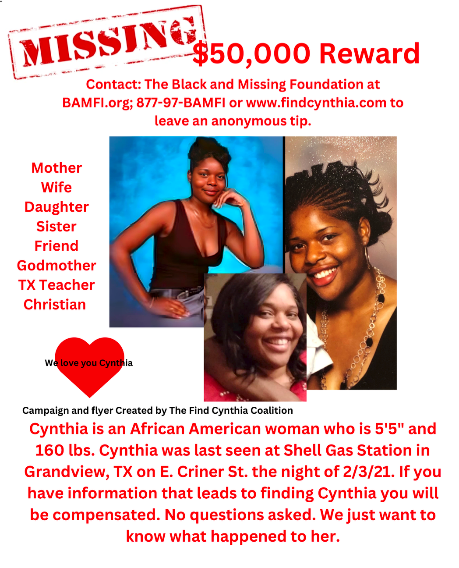 MISSING
$50,000 Reward
Contact: The Black and Missing Foundation at
BAMFI.org; 877-97-BAMFI or www.findcynthia.com to
leave an anonymous tip.
Mother
Wife
Daughter
Sister
Friend
Godmother
TX Teacher
Christian
We love you Cynthia
Campaign and flyer Created by The Find Cynthia Coalition
Cynthia is an African American woman who is 5'5" and
160 lbs. Cynthia was last seen at Shell Gas Station in
Grandview, TX on E. Criner St. the night of 2/3/21. If you
have information that leads to finding Cynthia you will
be compensated. No questions asked. We just want to
know what happened to her.